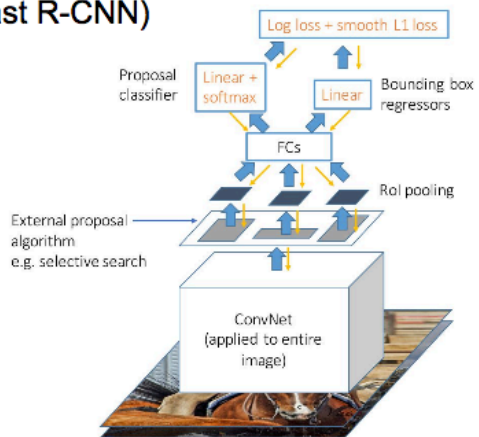 ast R-CNN)
Log loss + smooth L1 loss
Proposal
classifier
Linear +
softmax
Linear
Bounding box
regressors
FCs
RoI pooling
External proposal
algorithm
e.g. selective search
ConvNet
(applied to entire
image)